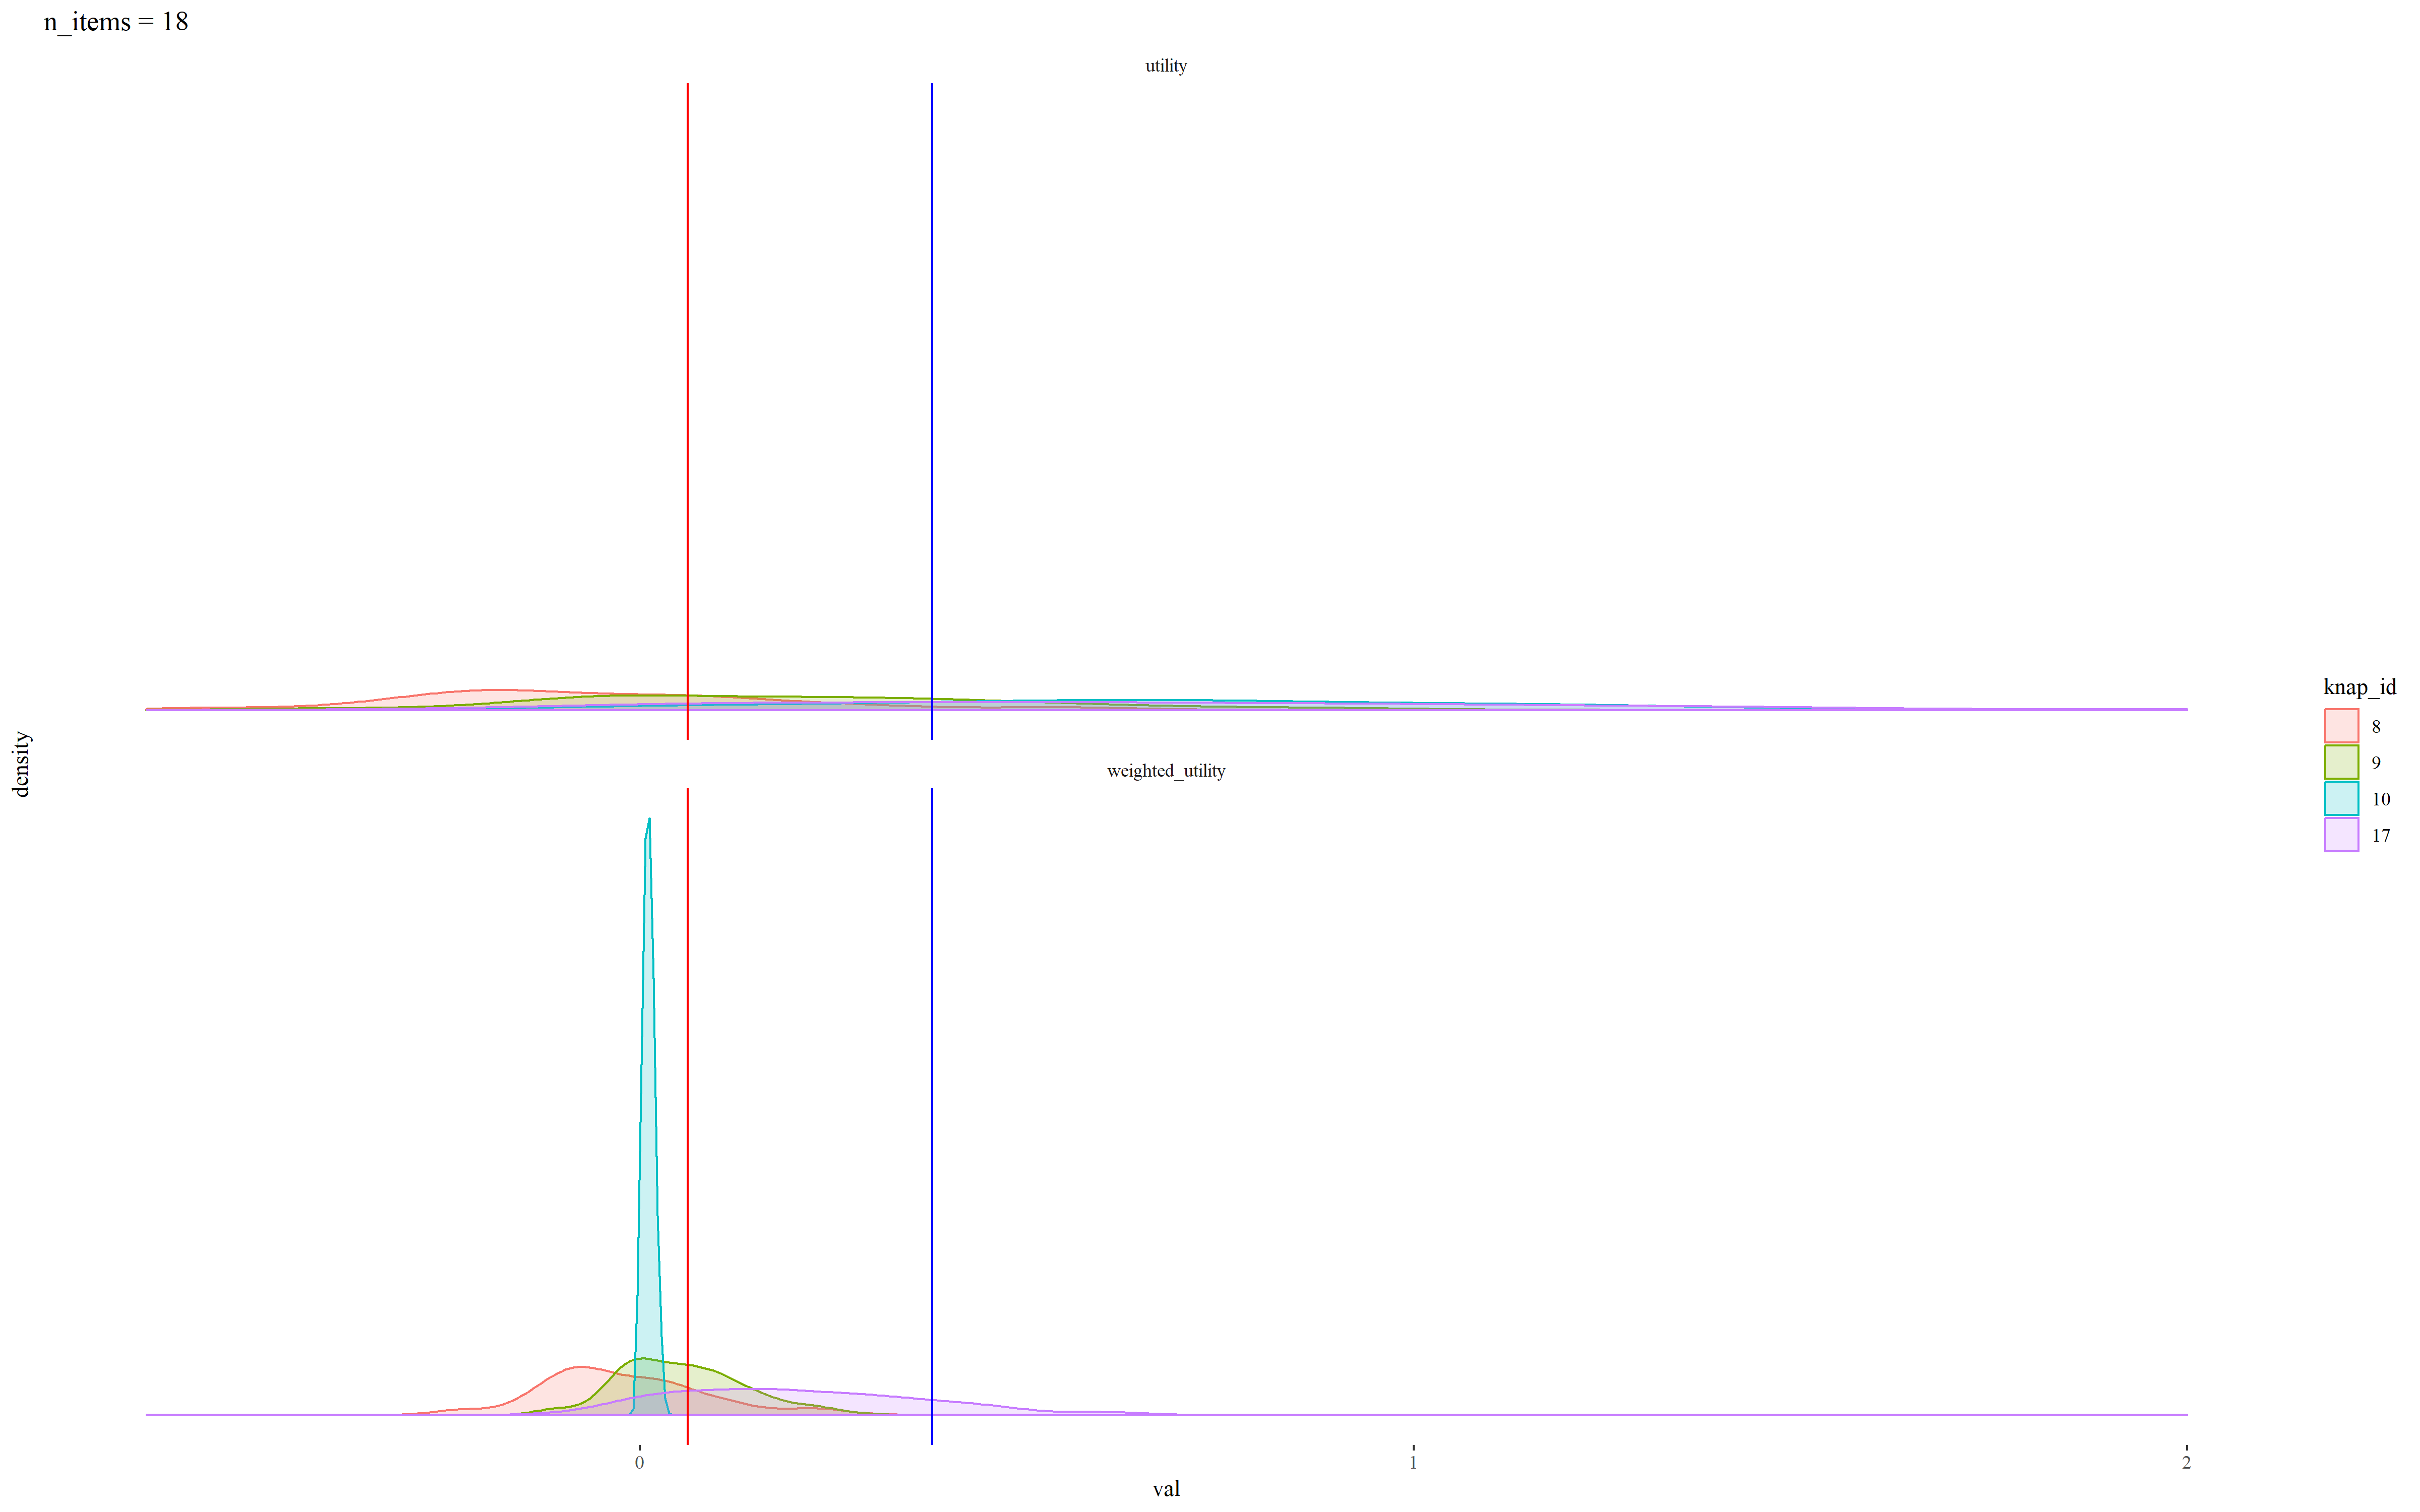 n_items = 18
utility
density
weighted_utility
knap_id
8
9
10
17
0
1
2
val